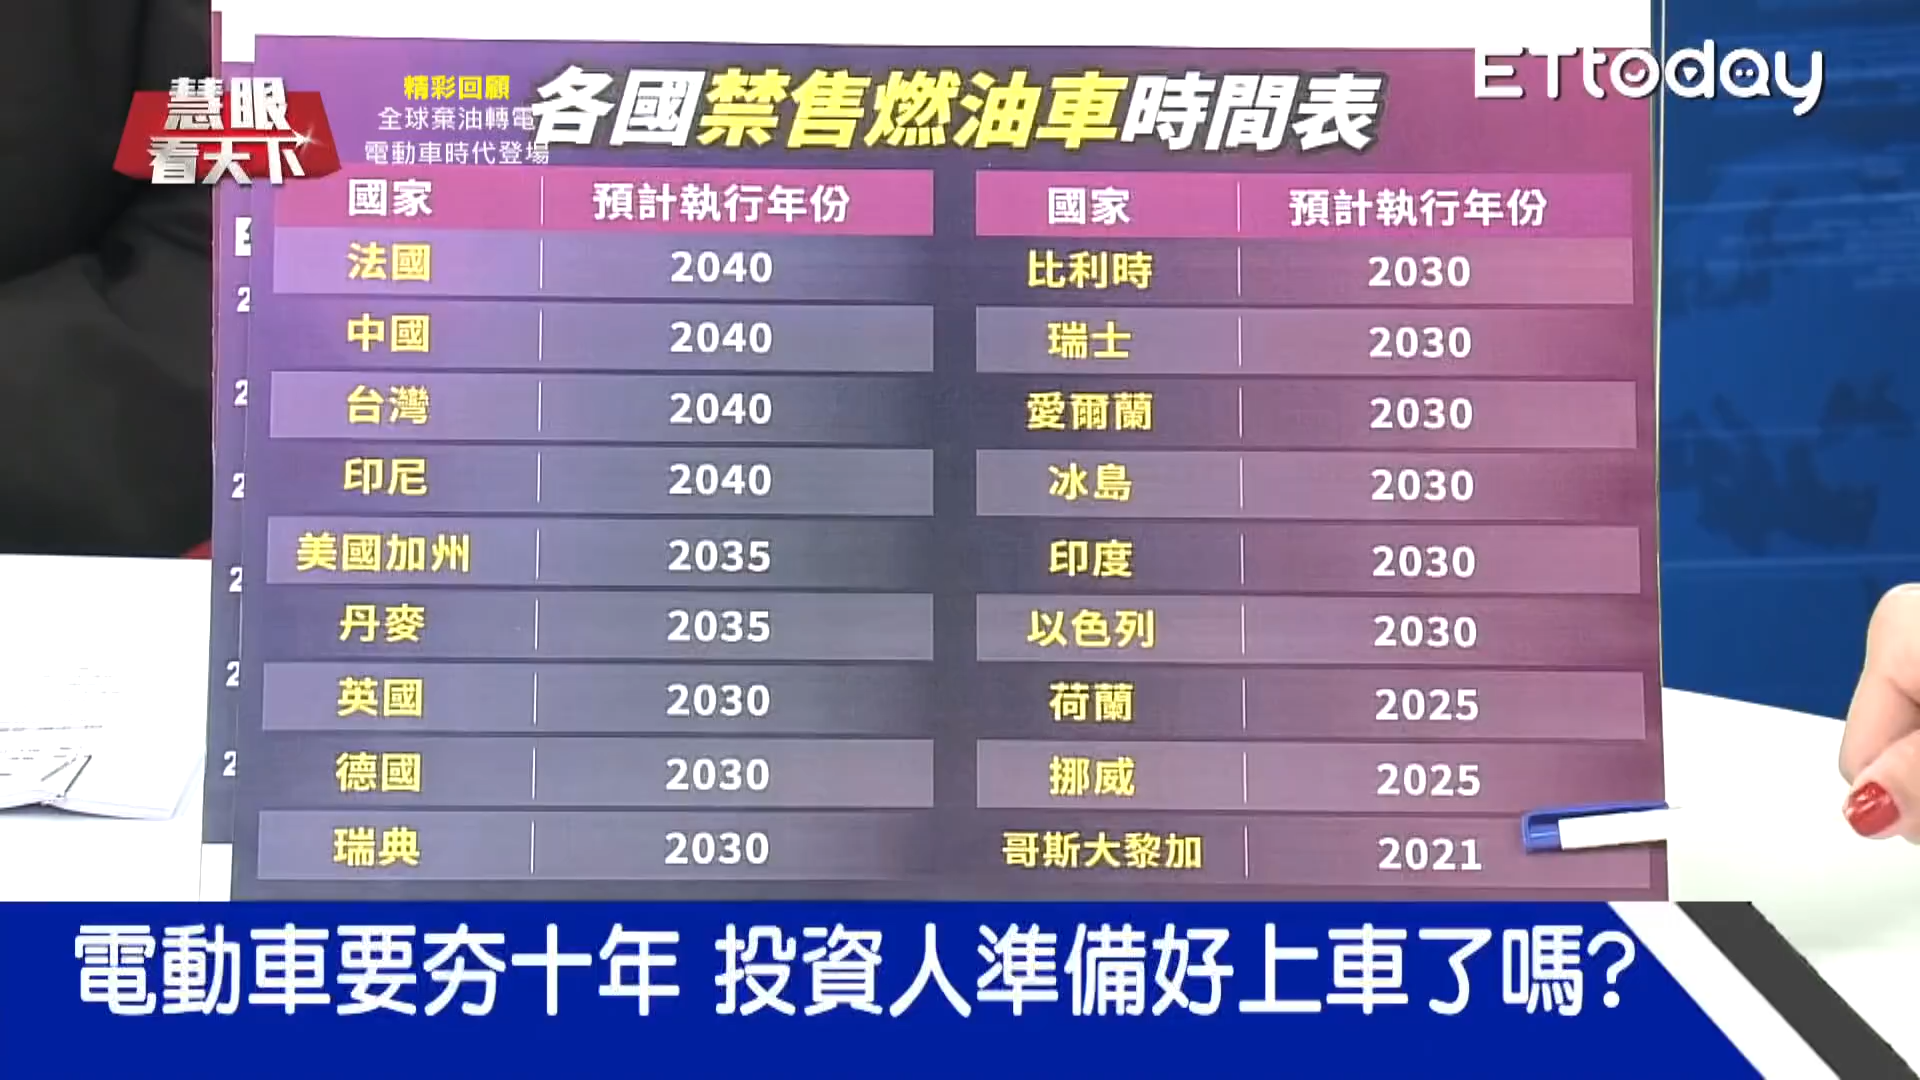 ETtoday
慧眼
看天下
精彩回顧
全球棄油轉電
電動車時代登場
各國禁售燃油車時間表
國家 預計執行年份
法國 2040
中國 2040
台灣 2040
印尼 2040
美國加州 2035
丹麥 2035
英國 2030
德國 2030
瑞典 2030
國家 預計執行年份
比利時 2030
瑞士 2030
愛爾蘭 2030
冰島 2030
印度 2030
以色列 2030
荷蘭 2025
挪威 2025
哥斯大黎加 2021
電動車要夯十年 投資人準備好上車了嗎?